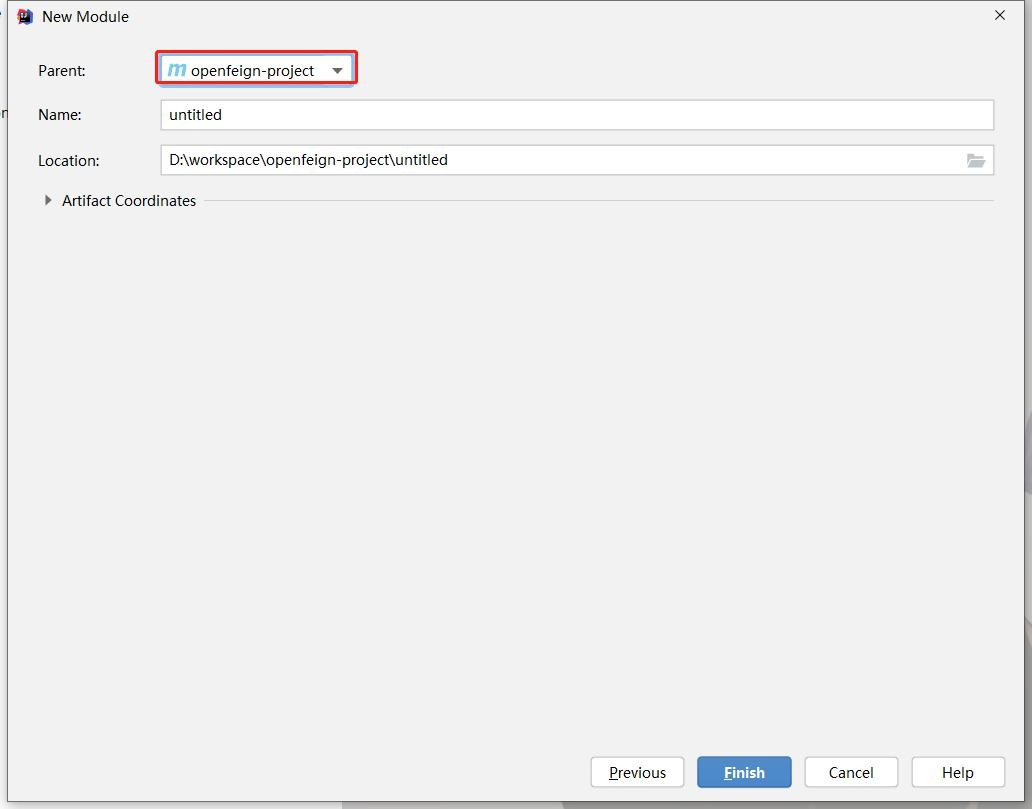 New Module
Parent: m openfeign-project
Name: untitled
Location: D:\workspace\openfeign-project\untitled
Artifact Coordinates
Previous Finish Cancel Help